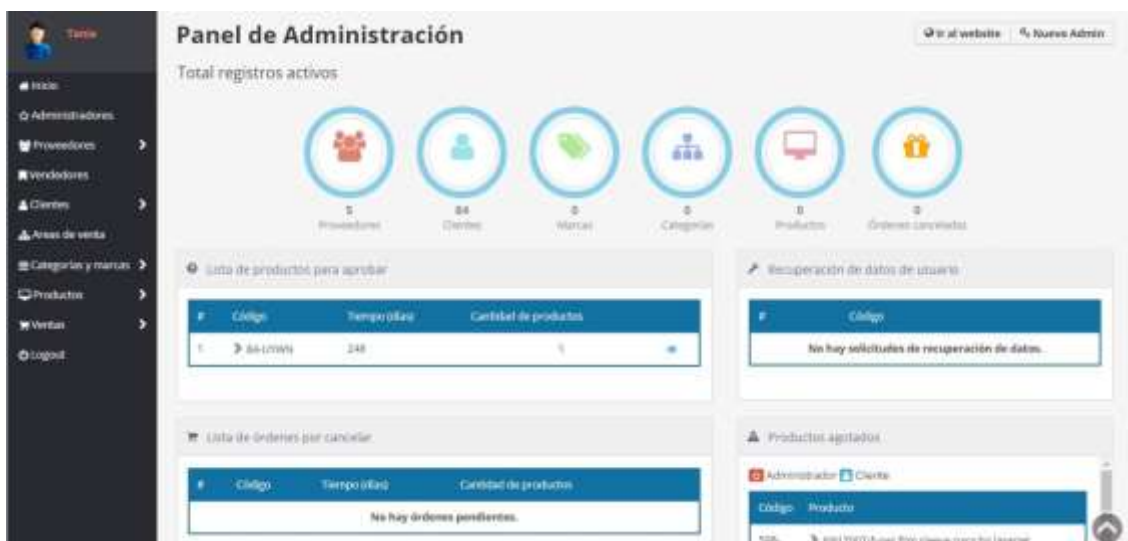 Tania
Inicio
Administradores
Proveedores
Vendedores
Clientes
Areas de venta
Categorias y marcas
Productos
Ventas
Logout
Panel de Administración
Ir al website
Nuevo Admin
Total registros activos
5
Proveedores
84
Clientes
0
Marcas
0
Categorías
0
Productos
0
Órdenes canceladas
Lista de productos para aprobar
# Código Tiempo (días) Cantidad de productos
1 248 1
Recuperación de datos de usuario
# Código
No hay solicitudes de recuperación de datos.
Lista de órdenes por cancelar
# Código Tiempo (días) Cantidad de productos
No hay órdenes pendientes.
Productos agotados
Administrador Cliente
Código Producto